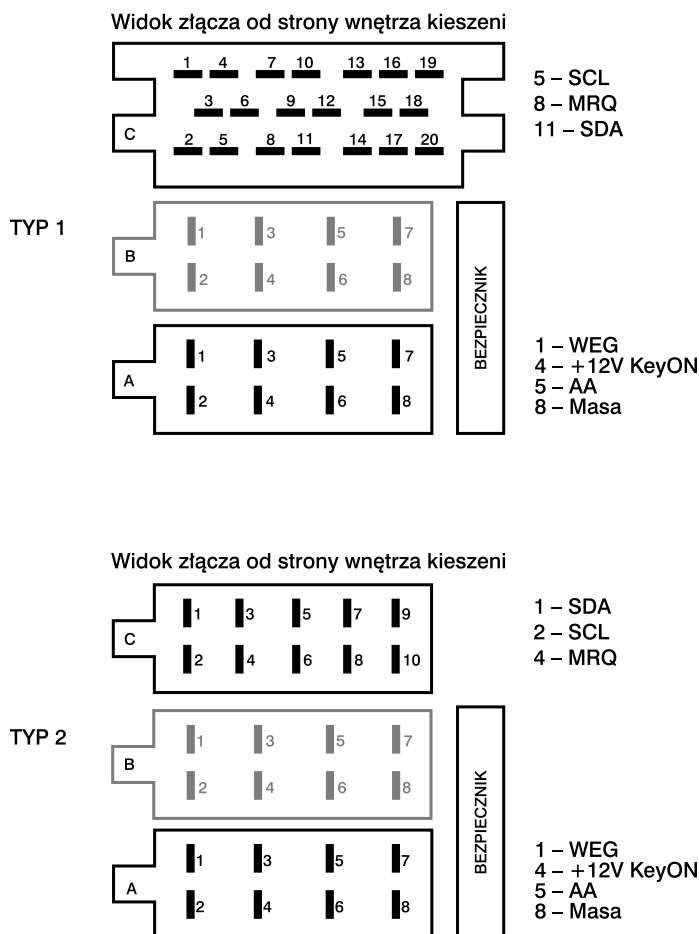 Widok złącza od strony wnętrza kieszeni
1 4 7 10 13 16 19
3 6 9 12 15 18
C
2 5 8 11 14 17 20
5 – SCL
8 – MRQ
11 – SDA
TYP 1
1 3 5 7
B
2 4 6 8
1 3 5 7
A
2 4 6 8
BEZPIECZNIK
1 – WEG
4 – +12V KeyON
5 – AA
8 – Masa
Widok złącza od strony wnętrza kieszeni
1 3 5 7 9
C
2 4 6 8 10
1 – SDA
2 – SCL
4 – MRQ
TYP 2
1 3 5 7
B
2 4 6 8
1 3 5 7
A
2 4 6 8
BEZPIECZNIK
1 – WEG
4 – +12V KeyON
5 – AA
8 – Masa